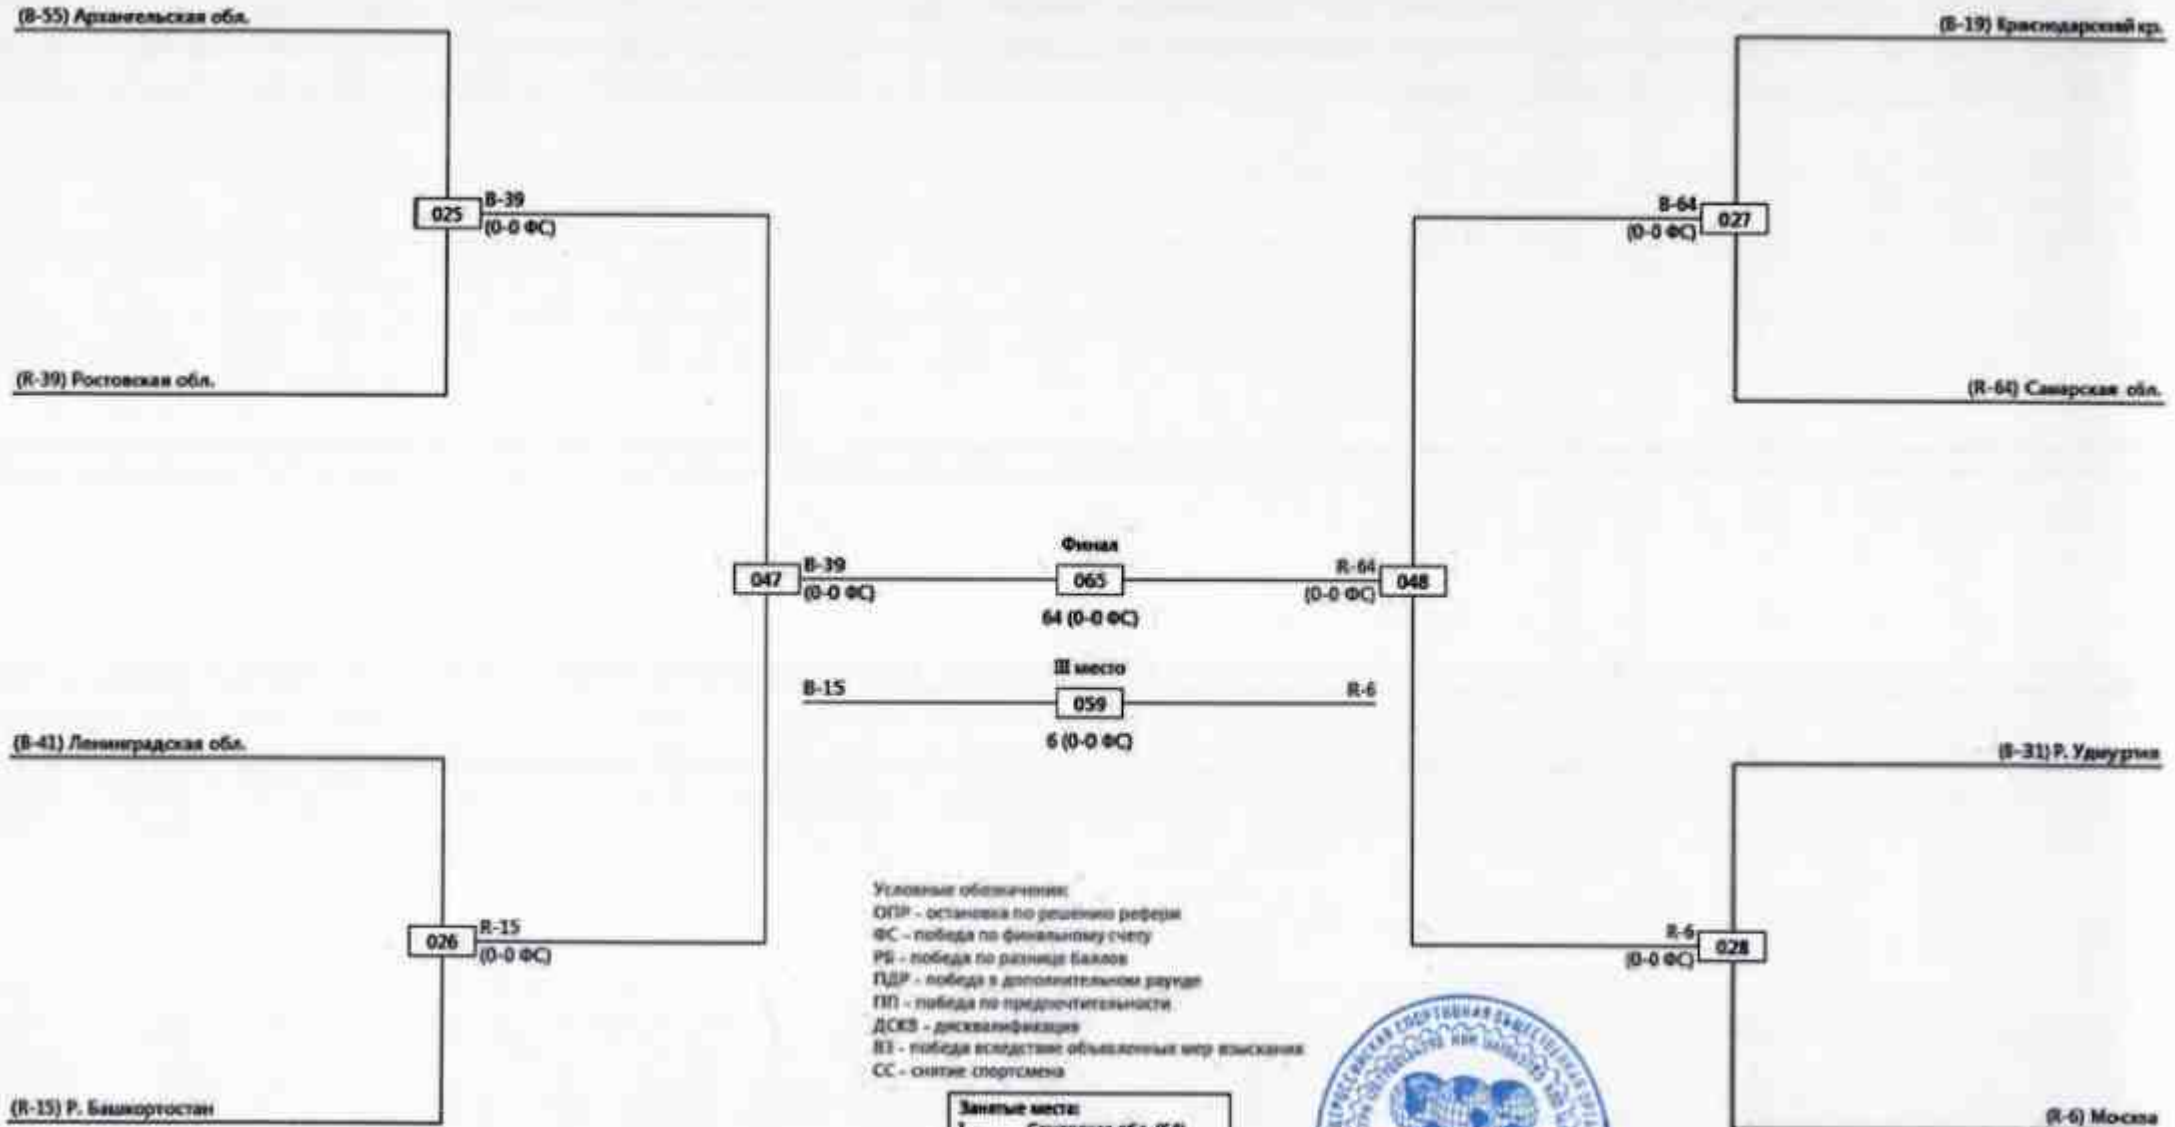 (B-55) Архангельская обл.
(B-19) Краснодарский кр.
B-39
025
(0-0 ФС)
B-64
027
(0-0 ФС)
(R-39) Ростовская обл.
(R-64) Самарская обл.
Финал
B-39
047
(0-0 ФС)
065
R-64
048
(0-0 ФС)
64 (0-0 ФС)
III место
B-15
059
R-6
6 (0-0 ФС)
(B-41) Ленинградская обл.
(B-31) Р. Удмуртия
R-15
026
(0-0 ФС)
R-6
028
(0-0 ФС)
Условные обозначения:
ОПР - остановка по решению рефери
ФС - победа по финальному счету
РБ - победа по разнице баллов
ПДР - победа в дополнительном раунде
ПП - победа по предпочтительности
ДСКВ - дисквалификация
ВЗ - победа вследствие объявленных мер взыскания
СС - снятие спортсмена
(R-15) Р. Башкортостан
(R-6) Москва
Занятые места:
СПОРТИВНАЯ